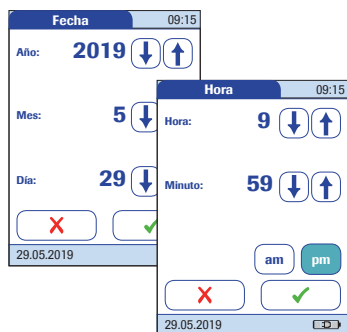 Fecha 09:15
Año: 2019
Mes: 5
Día: 29
29.05.2019
Hora 09:15
Hora: 9
Minuto: 59
am pm
29.05.2019